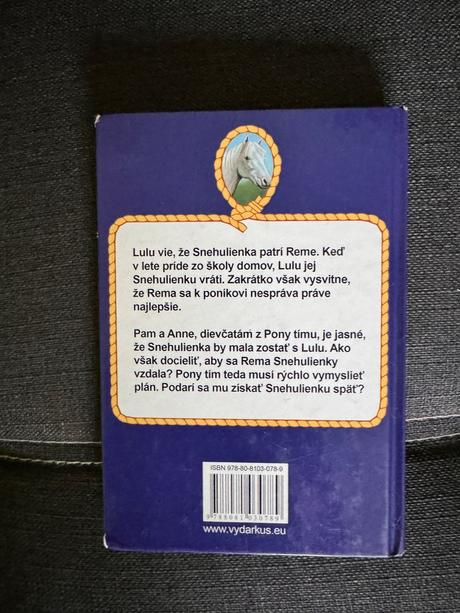 Lulu vie, že Snehulienka patrí Reme. Keď
v lete príde zo školy domov, Lulu jej
Snehulienku vráti. Zakrátko však vysvitne,
že Rema sa k ponikovi nespráva práve
najlepšie.
Pam a Anne, dievčatám z Pony tímu, je jasné,
že Snehulienka by mala zostať s Lulu. Ako
však docieliť, aby sa Rema Snehulienky
vzdala? Pony tím teda musí rýchlo vymyslieť
plán. Podarí sa mu získať Snehulienku späť?
ISBN 978-80-8103-078-9
9 788081 030789
www.vydarkus.eu